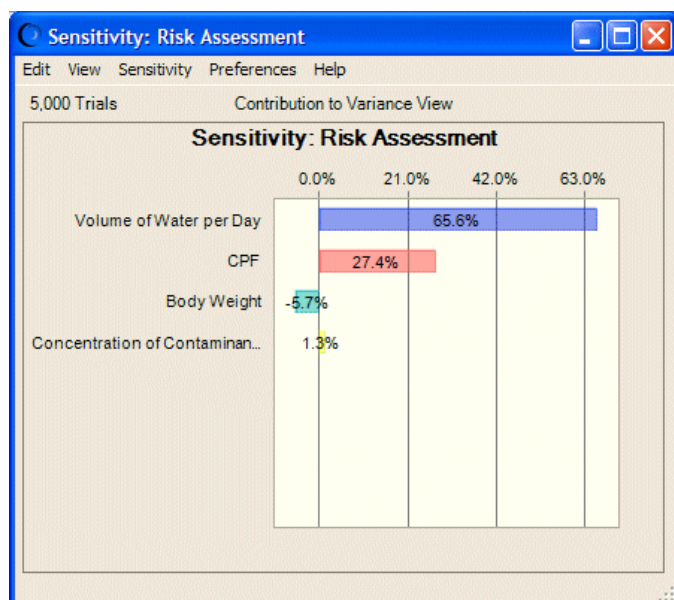 Sensitivity: Risk Assessment
Edit View Sensitivity Preferences Help
5,000 Trials Contribution to Variance View
Sensitivity: Risk Assessment
0.0% 21.0% 42.0% 63.0%
Volume of Water per Day 65.6%
CPF 27.4%
Body Weight -5.7%
Concentration of Contaminan... 1.3%